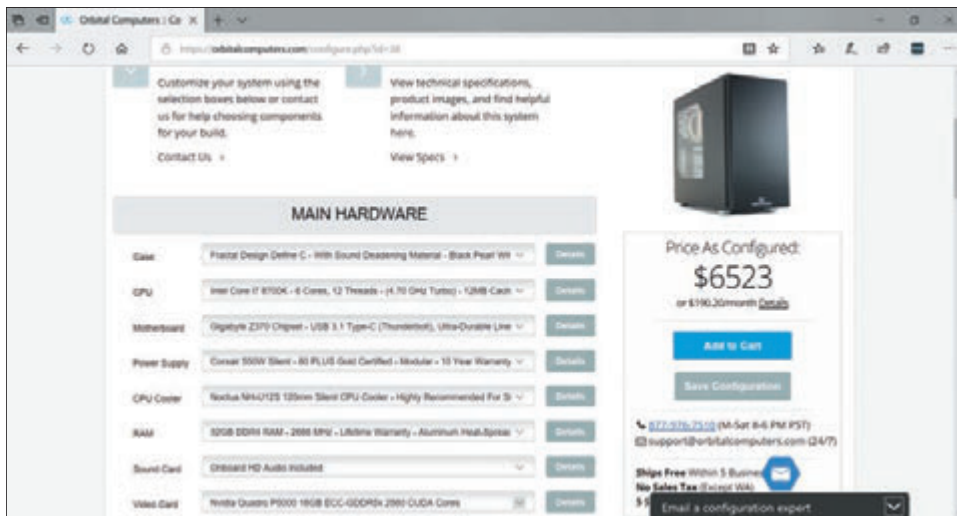 Orbital Computers | Co
https://orbitalcomputers.com/configure.php?id=38
Customize your system using the
selection boxes below or contact
us for help choosing components
for your build.
Contact Us
View technical specifications,
product images, and find helpful
information about this system
here.
View Specs
MAIN HARDWARE
Case
Fractal Design Define C - With Sound Deadening Material - Black Pearl Wit
Details
CPU
Intel Core i7 8700K - 6 Cores, 12 Threads - (4.70 GHz Turbo) - 12MB Cach
Details
Motherboard
Gigabyte Z370 Chipset - USB 3.1 Type-C (Thunderbolt), Ultra-Durable Line
Details
Power Supply
Corsair 550W Silent - 80 PLUS Gold Certified - Modular - 10 Year Warranty
Details
CPU Cooler
Noctua NH-U12S 120mm Silent CPU Cooler - Highly Recommended For Si
Details
RAM
32GB DDR4 RAM - 2666 MHz - Lifetime Warranty - Aluminum Heat-Spread
Details
Sound Card
Onboard HD Audio Included
Details
Video Card
Nvidia Quadro P5000 16GB ECC-GDDR5x 2560 CUDA Cores
Details
Price As Configured:
$6523
or $190.20/month Details
Add to Cart
Save Configuration
877-976-7510 (M-Sat 8-6 PM PST)
support@orbitalcomputers.com (24/7)
Ships Free Within 5 Busines
No Sales Tax (Except WA)
Email a configuration expert